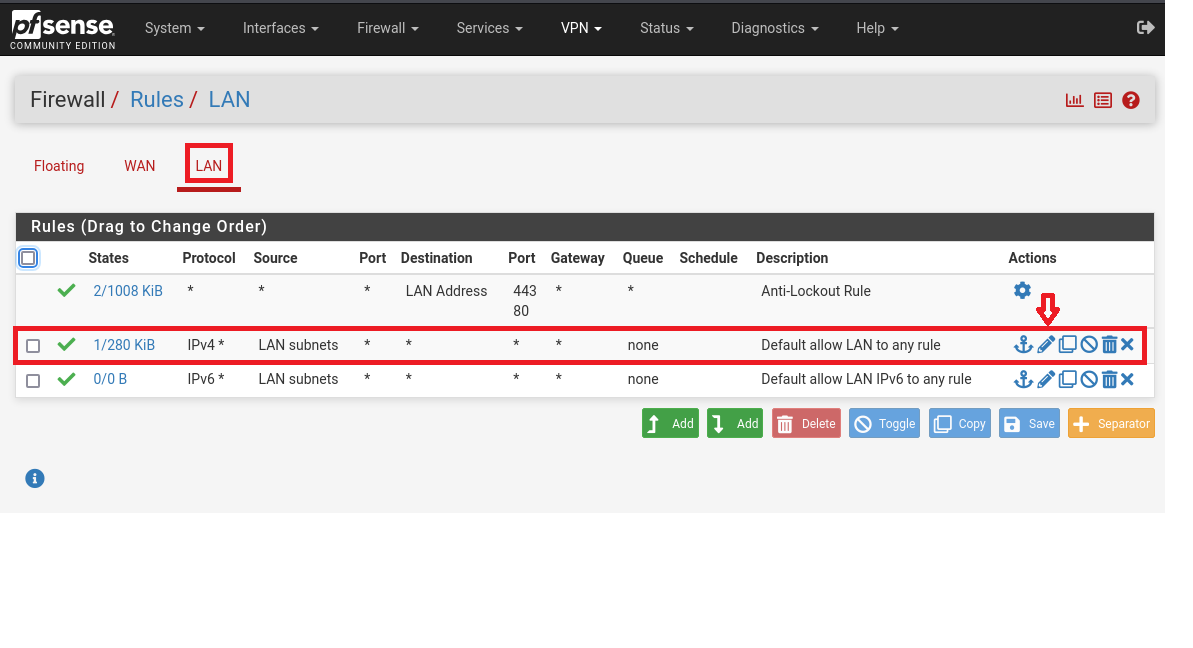 pfsense
COMMUNITY EDITION
System Interfaces Firewall Services VPN Status Diagnostics Help
Firewall / Rules / LAN
Floating WAN LAN
Rules (Drag to Change Order)
States Protocol Source Port Destination Port Gateway Queue Schedule Description Actions
2/1008 KiB * * * LAN Address 443 * * Anti-Lockout Rule
80
1/280 KiB IPv4 * LAN subnets * * * * none Default allow LAN to any rule
0/0 B IPv6 * LAN subnets * * * * none Default allow LAN IPv6 to any rule
Add Add Delete Toggle Copy Save Separator